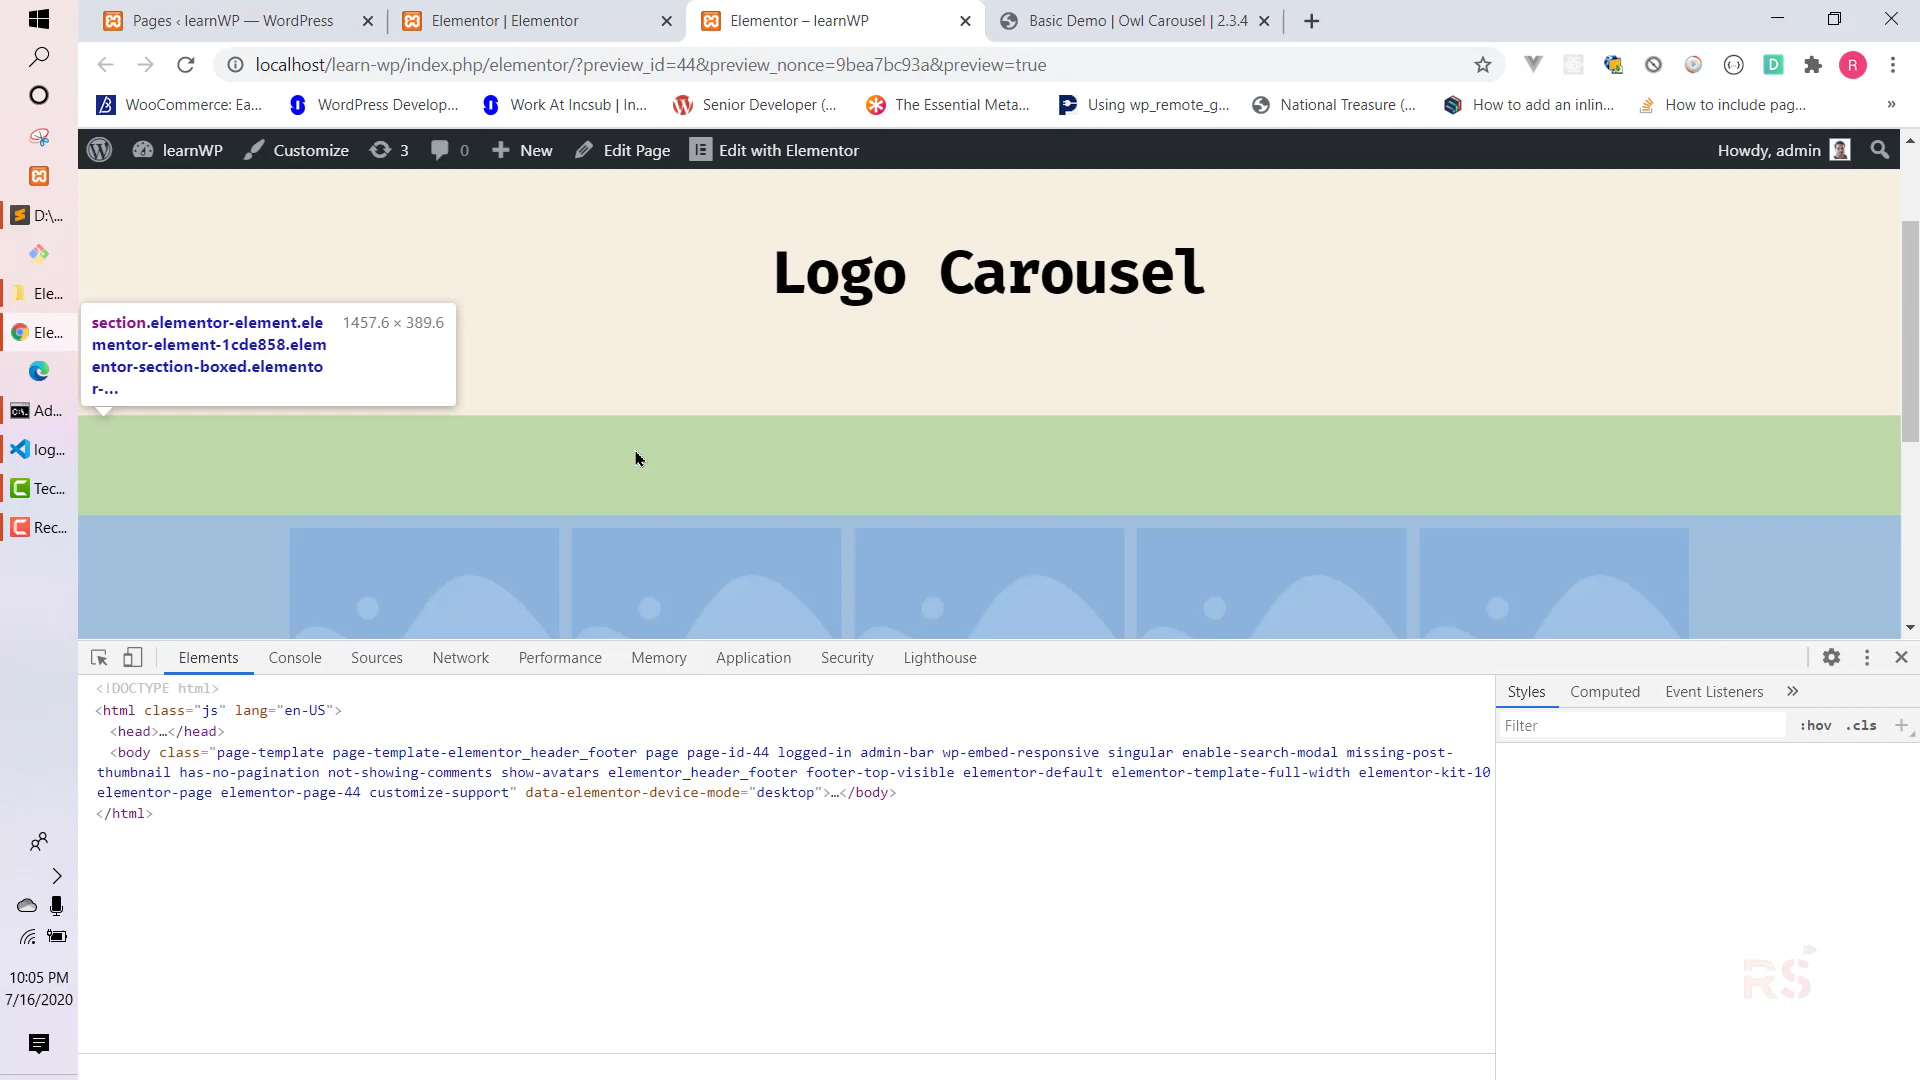 Pages ‹ learnWP — WordPress
Elementor | Elementor
Elementor – learnWP
Basic Demo | Owl Carousel | 2.3.4
localhost/learn-wp/index.php/elementor/?preview_id=44&preview_nonce=9bea7bc93a&preview=true
R
WooCommerce: Ea...
WordPress Develop...
Work At Incsub | In...
Senior Developer (...
The Essential Meta...
Using wp_remote_g...
National Treasure (...
How to add an inlin...
How to include pag...
»
learnWP
Customize
3
0
New
Edit Page
Edit with Elementor
Howdy, admin
D:\...
Ele...
Ele...
Ad...
log...
Tec...
Rec...
Logo Carousel
section.elementor-element.ele
mentor-element-1cde858.elem
entor-section-boxed.elemento
r-...
1457.6 × 389.6
Elements
Console
Sources
Network
Performance
Memory
Application
Security
Lighthouse
<!DOCTYPE html>
<html class="js" lang="en-US">
<head>…</head>
<body class="page-template page-template-elementor_header_footer page page-id-44 logged-in admin-bar wp-embed-responsive singular enable-search-modal missing-post-
thumbnail has-no-pagination not-showing-comments show-avatars elementor_header_footer footer-top-visible elementor-default elementor-template-full-width elementor-kit-10
elementor-page elementor-page-44 customize-support" data-elementor-device-mode="desktop">…</body>
</html>
Styles
Computed
Event Listeners
»
Filter
:hov
.cls
RS
10:05 PM
7/16/2020